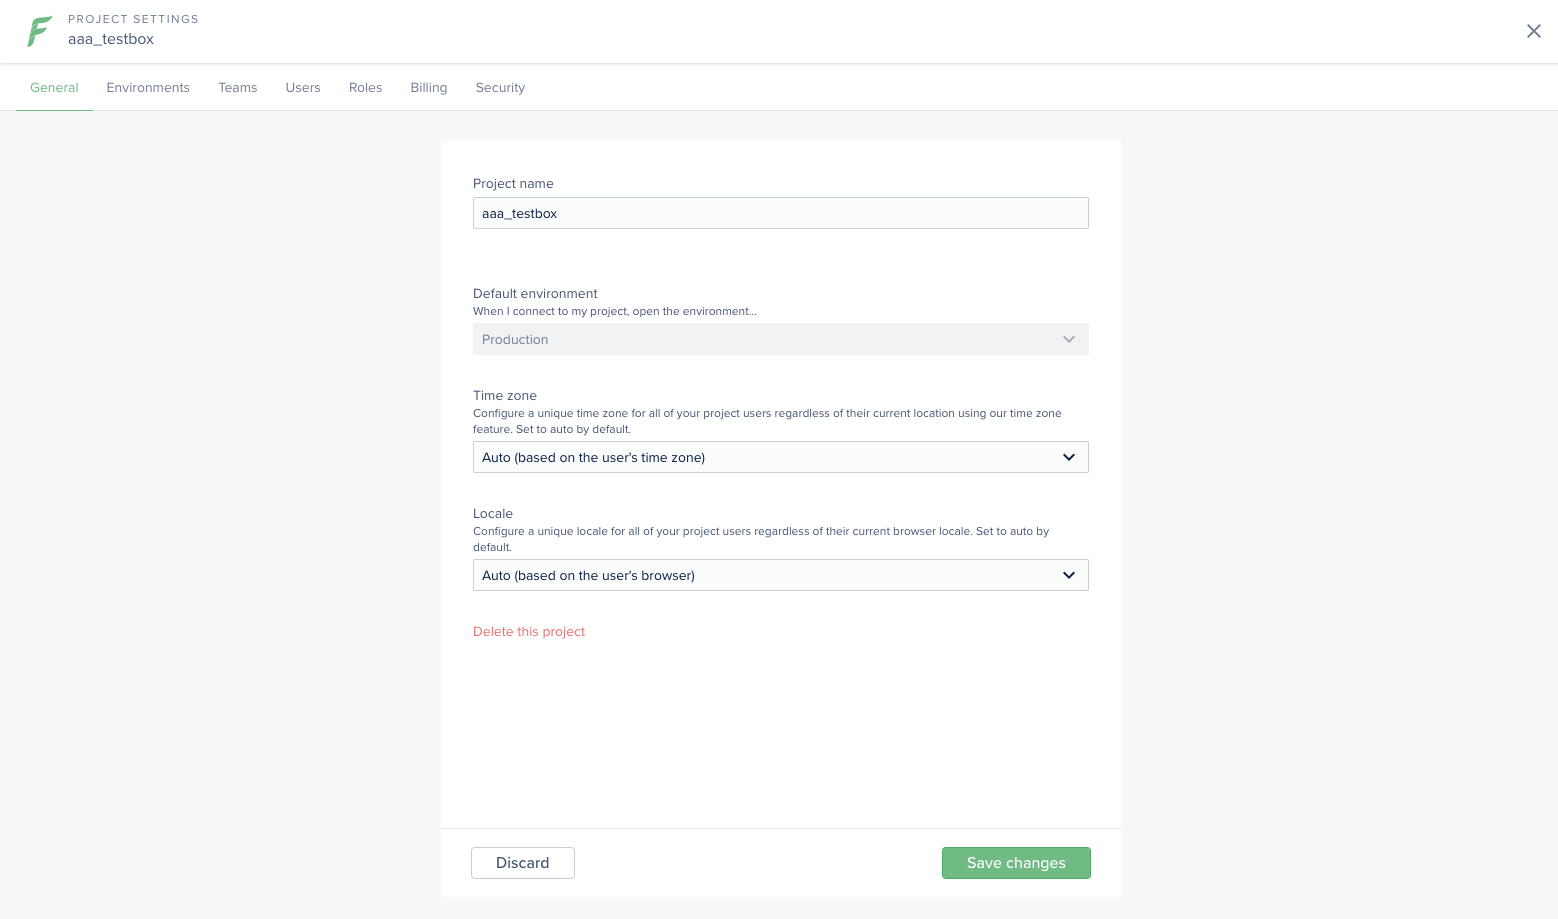 PROJECT SETTINGS
aaa_testbox
General Environments Teams Users Roles Billing Security
Project name
aaa_testbox
Default environment
When I connect to my project, open the environment...
Production
Time zone
Configure a unique time zone for all of your project users regardless of their current location using our time zone
feature. Set to auto by default.
Auto (based on the user's time zone)
Locale
Configure a unique locale for all of your project users regardless of their current browser locale. Set to auto by
default.
Auto (based on the user's browser)
Delete this project
Discard Save changes